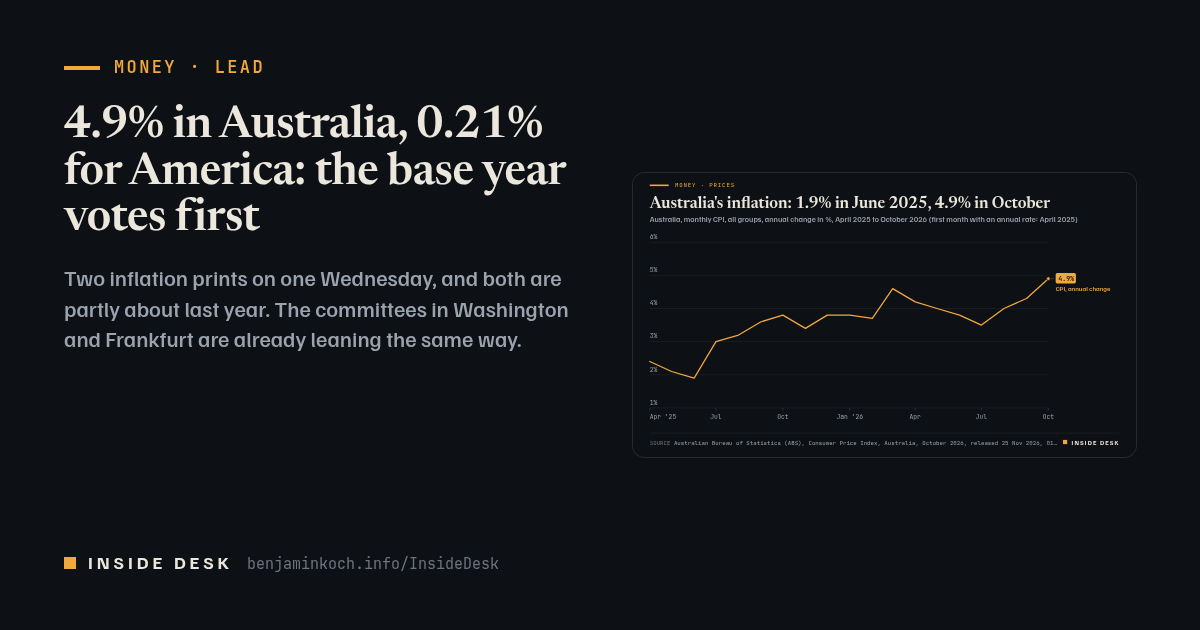 MONEY · LEAD
4.9% in Australia, 0.21%
for America: the base year
votes first
Two inflation prints on one Wednesday, and both are
partly about last year. The committees in Washington
and Frankfurt are already leaning the same way.
MONEY · PRICES
Australia's inflation: 1.9% in June 2025, 4.9% in October
Australia, monthly CPI, all groups, annual change in %, April 2025 to October 2026 (first month with an annual rate: April 2025)
6%
5%
4.9%
CPI, annual change
4%
3%
2%
1%
Apr '25 Jul Oct Jan '26 Apr Jul Oct
SOURCE Australian Bureau of Statistics (ABS), Consumer Price Index, Australia, October 2026, released 25 Nov 2026, 01… INSIDE DESK
INSIDE DESK benjaminkoch.info/InsideDesk